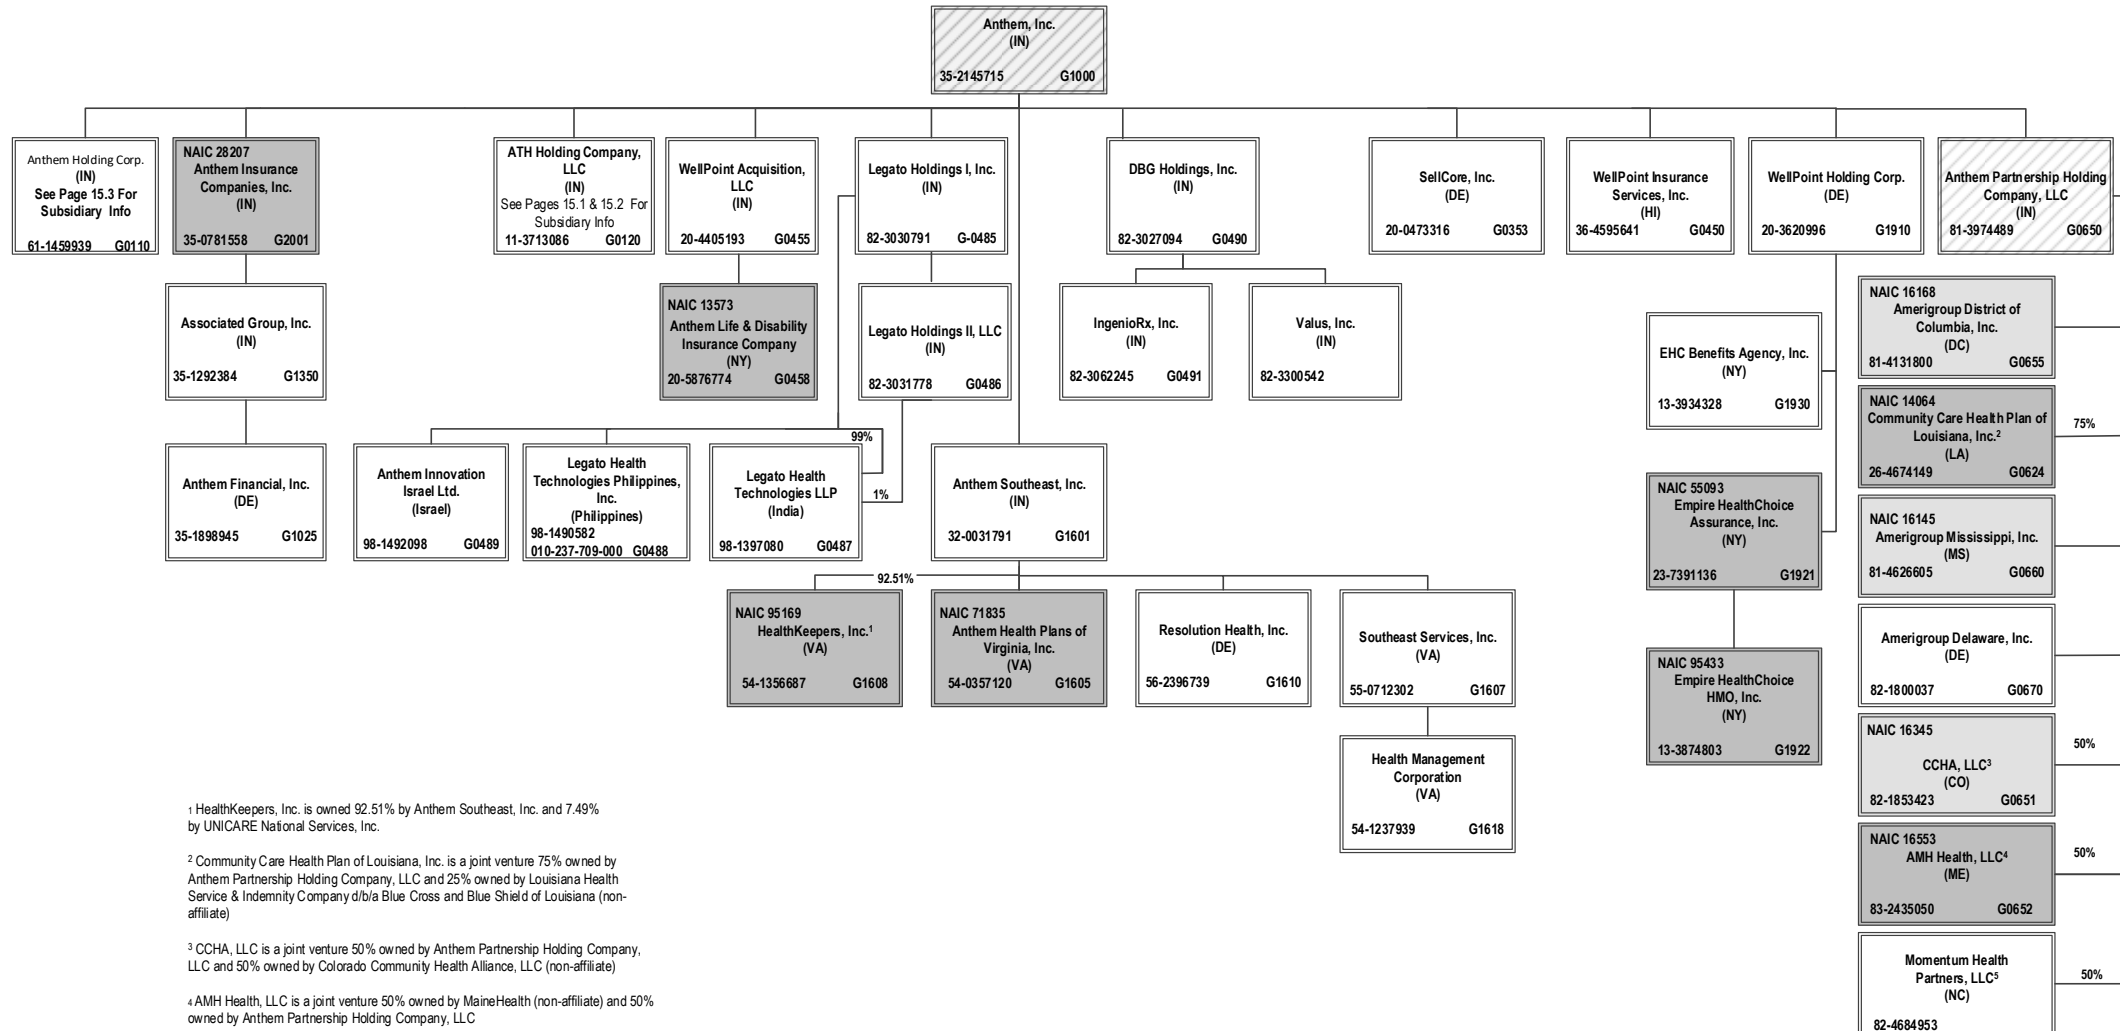 Anthem, Inc.
(IN)
35-2145715 G1000
Anthem Holding Corp.
(IN)
See Page 15.3 For
Subsidiary Info
61-1459939 G0110
NAIC 28207
Anthem Insurance
Companies, Inc.
(IN)
35-0781558 G2001
ATH Holding Company,
LLC
(IN)
See Pages 15.1 & 15.2 For
Subsidiary Info
11-3713086 G0120
WellPoint Acquisition,
LLC
(IN)
20-4405193 G0455
Legato Holdings I, Inc.
(IN)
82-3030791 G-0485
DBG Holdings, Inc.
(IN)
82-3027094 G0490
SellCore, Inc.
(DE)
20-0473316 G0353
WellPoint Insurance
Services, Inc.
(HI)
36-4595641 G0450
WellPoint Holding Corp.
(DE)
20-3620996 G1910
Anthem Partnership Holding
Company, LLC
(IN)
81-3974489 G0650
Associated Group, Inc.
(IN)
35-1292384 G1350
NAIC 13573
Anthem Life & Disability
Insurance Company
(NY)
20-5876774 G0458
Legato Holdings II, LLC
(IN)
82-3031778 G0486
IngenioRx, Inc.
(IN)
82-3062245 G0491
Valus, Inc.
(IN)
82-3300542
EHC Benefits Agency, Inc.
(NY)
13-3934328 G1930
NAIC 16168
Amerigroup District of
Columbia, Inc.
(DC)
81-4131800 G0655
NAIC 14064
Community Care Health Plan of
Louisiana, Inc.2
(LA)
26-4674149 G0624
75%
99%
1%
Anthem Financial, Inc.
(DE)
35-1898945 G1025
Anthem Innovation
Israel Ltd.
(Israel)
98-1492098 G0489
Legato Health
Technologies Philippines,
Inc.
(Philippines)
98-1490582
010-237-709-000 G0488
Legato Health
Technologies LLP
(India)
98-1397080 G0487
Anthem Southeast, Inc.
(IN)
32-0031791 G1601
NAIC 55093
Empire HealthChoice
Assurance, Inc.
(NY)
23-7391136 G1921
NAIC 16145
Amerigroup Mississippi, Inc.
(MS)
81-4626605 G0660
92.51%
NAIC 95169
HealthKeepers, Inc.1
(VA)
54-1356687 G1608
NAIC 71835
Anthem Health Plans of
Virginia, Inc.
(VA)
54-0357120 G1605
Resolution Health, Inc.
(DE)
56-2396739 G1610
Southeast Services, Inc.
(VA)
55-0712302 G1607
NAIC 95433
Empire HealthChoice
HMO, Inc.
(NY)
13-3874803 G1922
Amerigroup Delaware, Inc.
(DE)
82-1800037 G0670
Health Management
Corporation
(VA)
54-1237939 G1618
NAIC 16345
CCHA, LLC3
(CO)
82-1853423 G0651
50%
NAIC 16553
AMH Health, LLC4
(ME)
83-2435050 G0652
50%
Momentum Health
Partners, LLC5
(NC)
82-4684953
50%
1 HealthKeepers, Inc. is owned 92.51% by Anthem Southeast, Inc. and 7.49%
by UNICARE National Services, Inc.
2 Community Care Health Plan of Louisiana, Inc. is a joint venture 75% owned by
Anthem Partnership Holding Company, LLC and 25% owned by Louisiana Health
Service & Indemnity Company d/b/a Blue Cross and Blue Shield of Louisiana (non-
affiliate)
3 CCHA, LLC is a joint venture 50% owned by Anthem Partnership Holding Company,
LLC and 50% owned by Colorado Community Health Alliance, LLC (non-affiliate)
4 AMH Health, LLC is a joint venture 50% owned by MaineHealth (non-affiliate) and 50%
owned by Anthem Partnership Holding Company, LLC